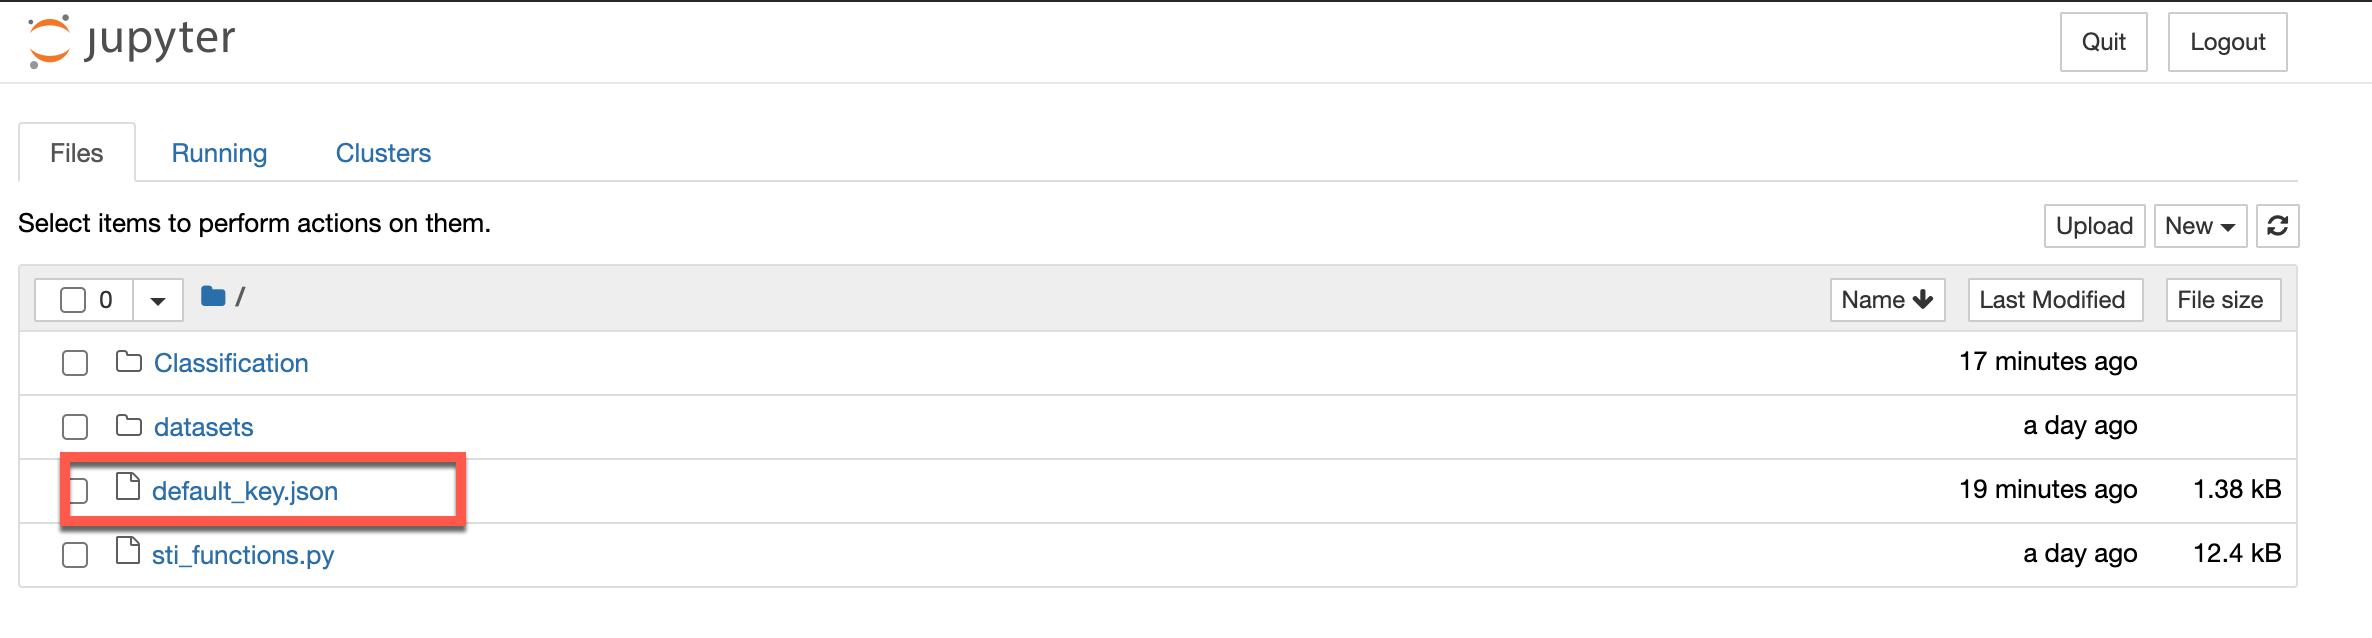 jupyter
Quit
Logout
Files
Running
Clusters
Select items to perform actions on them.
Upload
New
0
/
Name
Last Modified
File size
Classification
17 minutes ago
datasets
a day ago
default_key.json
19 minutes ago
1.38 kB
sti_functions.py
a day ago
12.4 kB